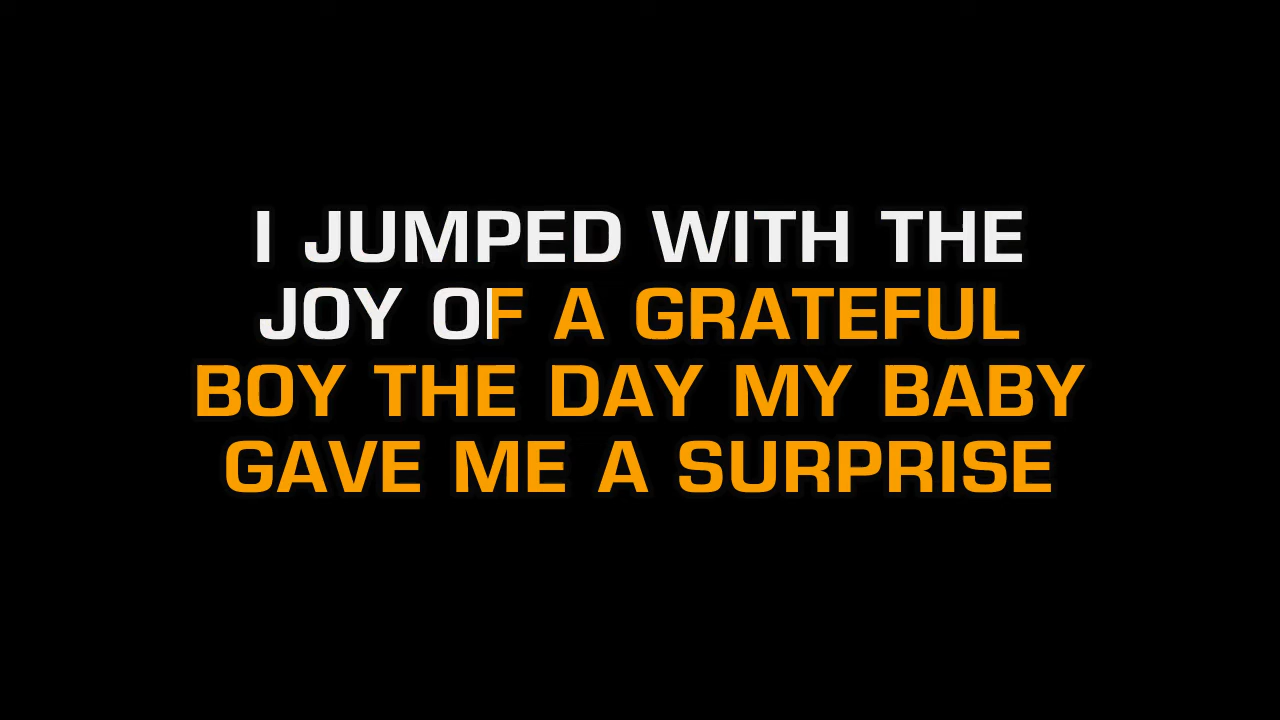 I JUMPED WITH THE
JOY OF A GRATEFUL
BOY THE DAY MY BABY
GAVE ME A SURPRISE